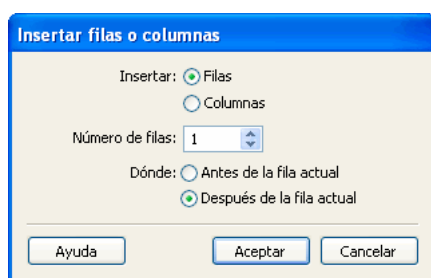 Insertar filas o columnas
Insertar: Filas
Columnas
Número de filas: 1
Dónde: Antes de la fila actual
Después de la fila actual
Ayuda Aceptar Cancelar